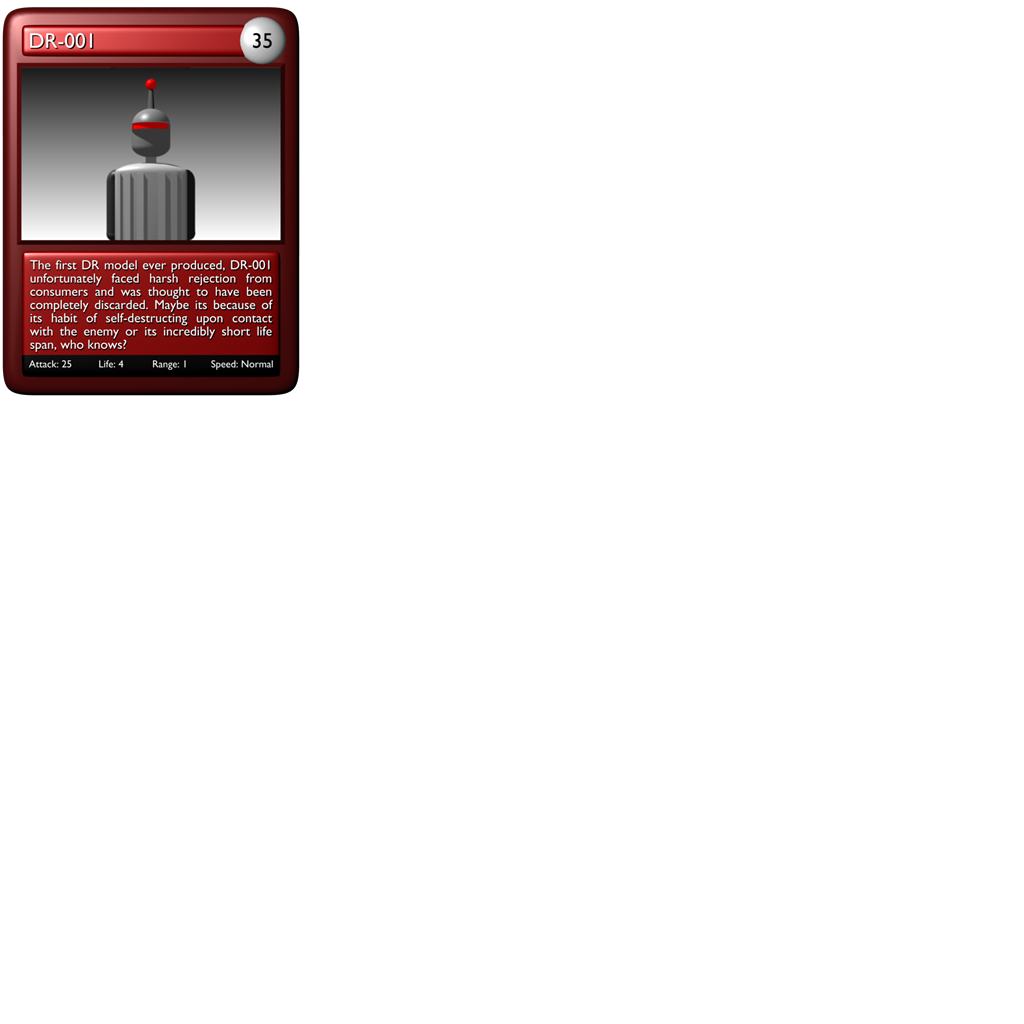 DR-001
35
The first DR model ever produced, DR-001
unfortunately faced harsh rejection from
consumers and was thought to have been
completely discarded. Maybe its because of
its habit of self-destructing upon contact
with the enemy or its incredibly short life
span, who knows?
Attack: 25 Life: 4 Range: 1 Speed: Normal